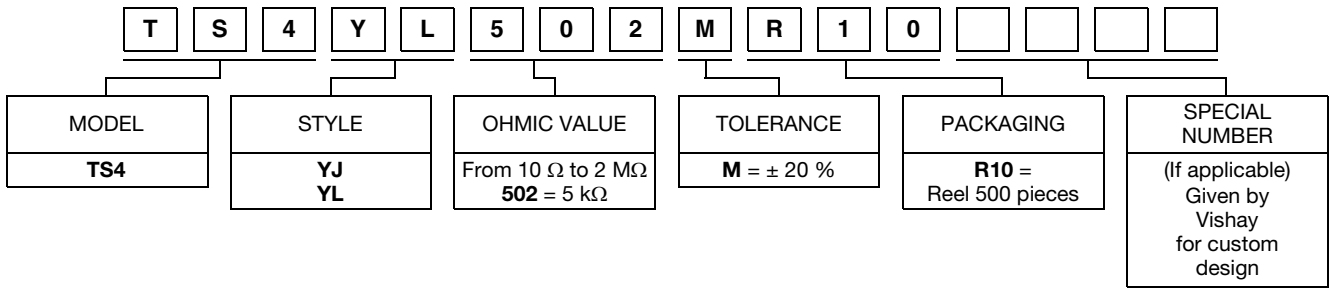 T S 4 Y L 5 0 2 M R 1 0
MODEL
TS4
STYLE
YJ
YL
OHMIC VALUE
From 10 Ω to 2 MΩ
502 = 5 kΩ
TOLERANCE
M = ± 20 %
PACKAGING
R10 =
Reel 500 pieces
SPECIAL
NUMBER
(If applicable)
Given by
Vishay
for custom
design